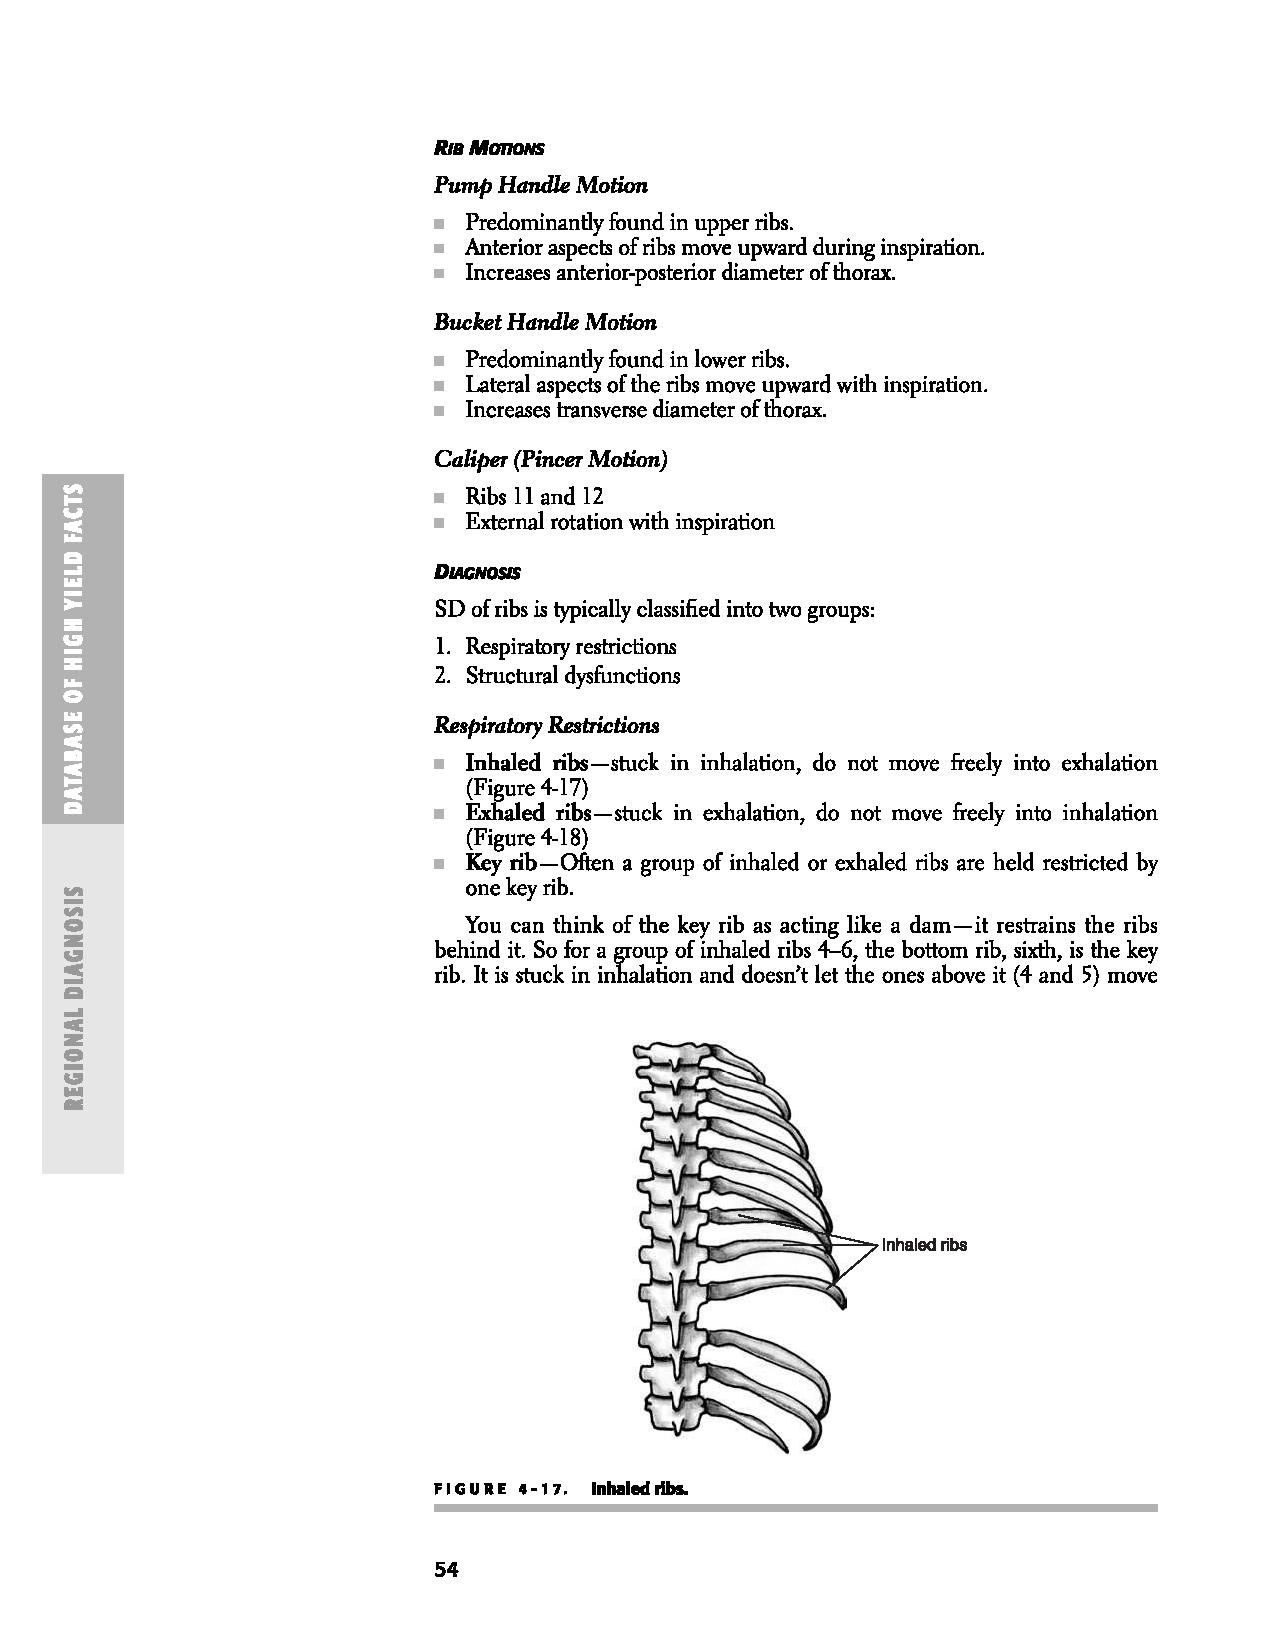 RIB MOTIONS
Pump Handle Motion
■ Predominantly found in upper ribs.
■ Anterior aspects of ribs move upward during inspiration.
■ Increases anterior-posterior diameter of thorax.
Bucket Handle Motion
■ Predominantly found in lower ribs.
■ Lateral aspects of the ribs move upward with inspiration.
■ Increases transverse diameter of thorax.
Caliper (Pincer Motion)
■ Ribs 11 and 12
■ External rotation with inspiration
DIAGNOSIS
SD of ribs is typically classified into two groups:
1. Respiratory restrictions
2. Structural dysfunctions
Respiratory Restrictions
■ Inhaled ribs—stuck in inhalation, do not move freely into exhalation
(Figure 4-17)
■ Exhaled ribs—stuck in exhalation, do not move freely into inhalation
(Figure 4-18)
■ Key rib—Often a group of inhaled or exhaled ribs are held restricted by
one key rib.
You can think of the key rib as acting like a dam—it restrains the ribs
behind it. So for a group of inhaled ribs 4–6, the bottom rib, sixth, is the key
rib. It is stuck in inhalation and doesn't let the ones above it (4 and 5) move
Inhaled ribs
FIGURE 4-17. Inhaled ribs.
54
DATABASE OF HIGH YIELD FACTS
REGIONAL DIAGNOSIS